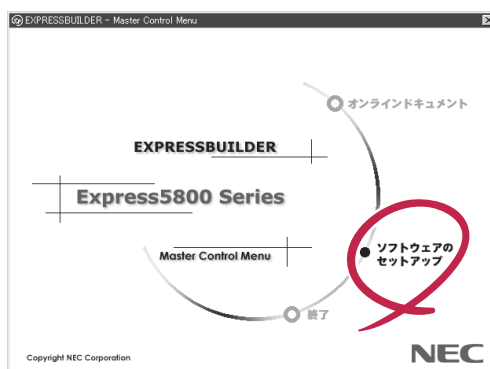 EXPRESSBUILDER - Master Control Menu
オンラインドキュメント
EXPRESSBUILDER
Express5800 Series
ソフトウェアの
セットアップ
Master Control Menu
終了
Copyright NEC Corporation
NEC